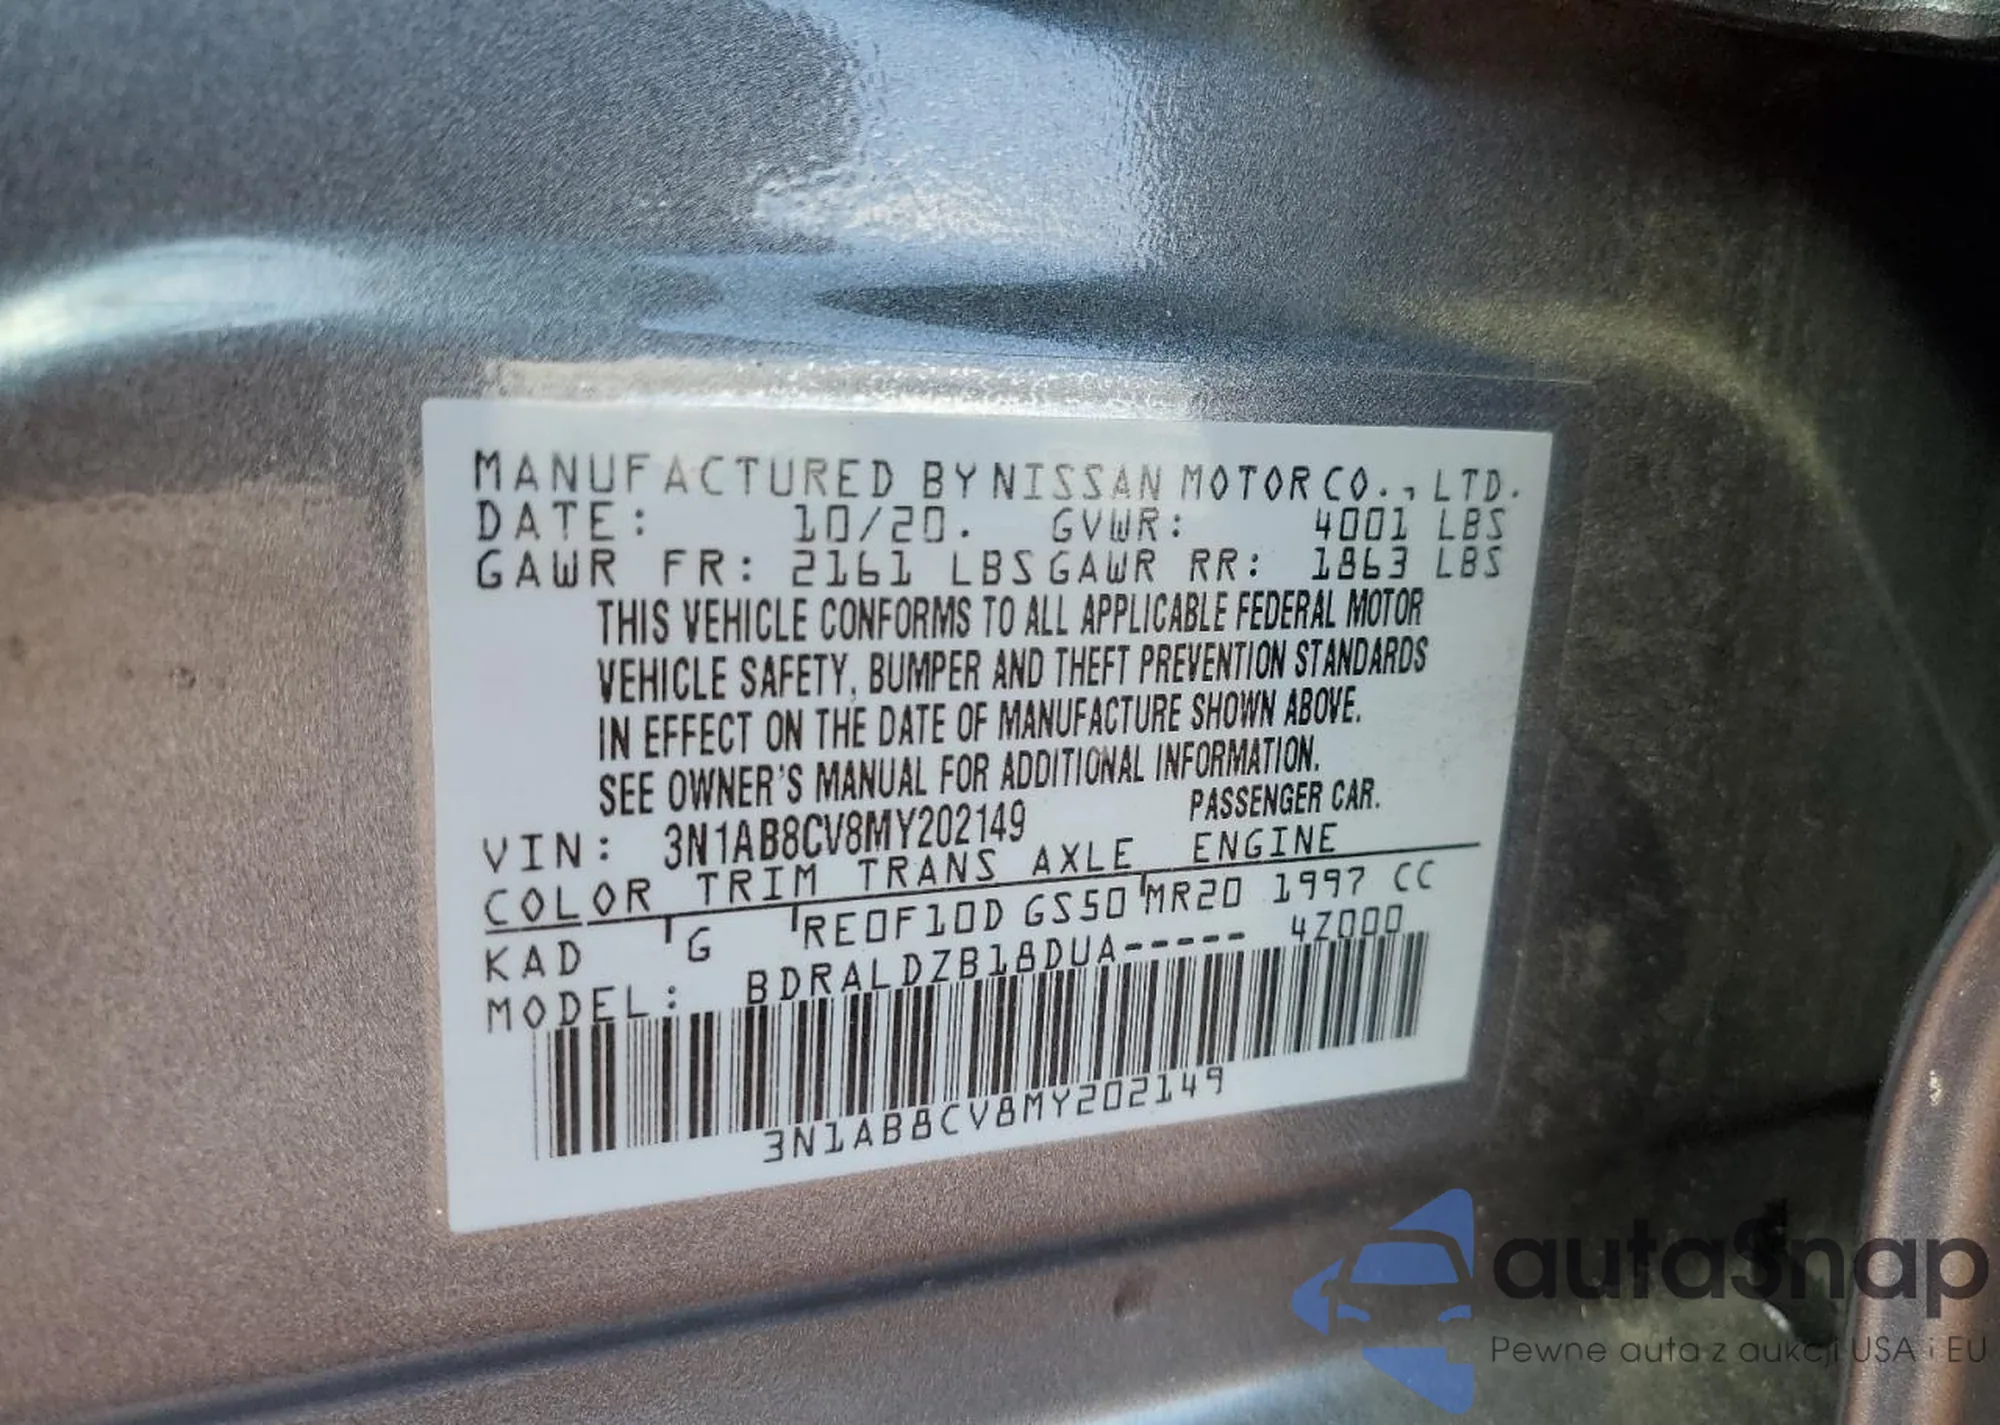 MANUFACTURED BY NISSAN MOTOR CO., LTD.
DATE: 10/20. GVWR: 4001 LBS
GAWR FR: 2161 LBS GAWR RR: 1863 LBS
THIS VEHICLE CONFORMS TO ALL APPLICABLE FEDERAL MOTOR
VEHICLE SAFETY, BUMPER AND THEFT PREVENTION STANDARDS
IN EFFECT ON THE DATE OF MANUFACTURE SHOWN ABOVE.
SEE OWNER'S MANUAL FOR ADDITIONAL INFORMATION.
VIN: 3N1AB8CV8MY202149 PASSENGER CAR.
COLOR TRIM TRANS AXLE ENGINE
KAD G RE0F10D GS50 MR20 1997 CC
MODEL: BDRALDZB18DUA----- 4Z000
3N1AB8CV8MY202149
auta$nap
Pewne auta z aukcji USA i EU